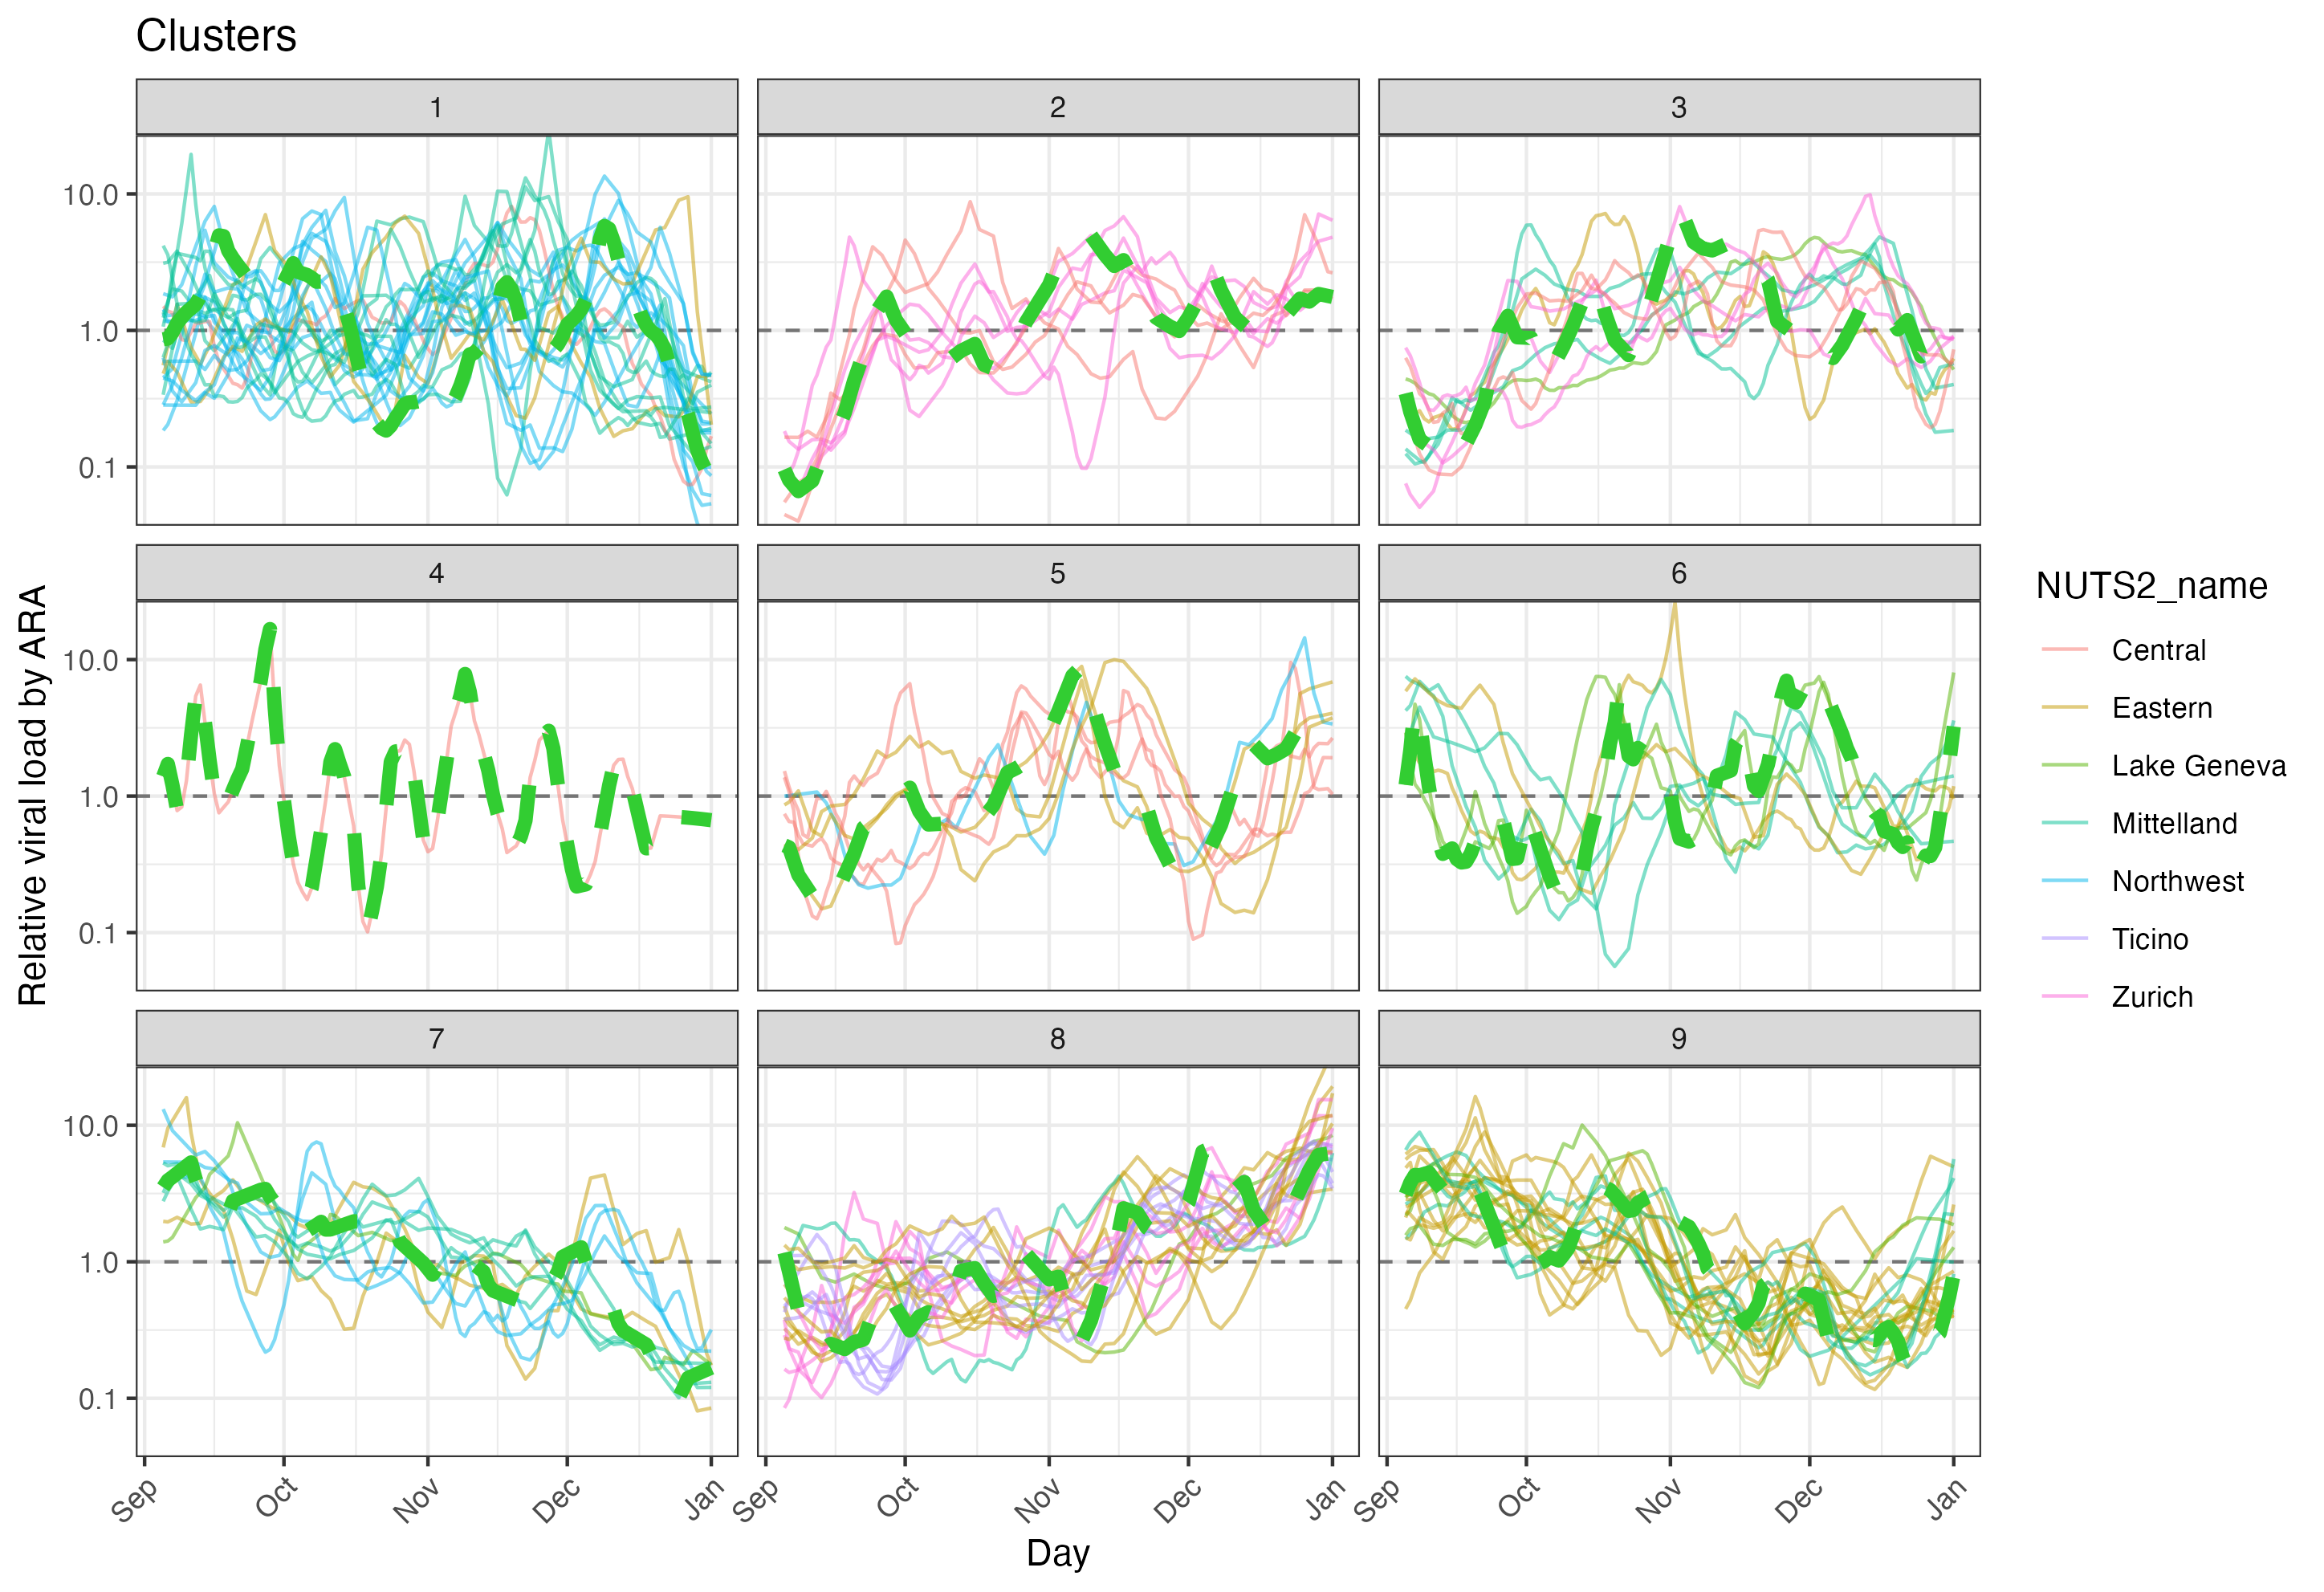 Clusters
1
2
3
10.0
1.0
0.1
4
5
6
10.0
1.0
0.1
7
8
9
10.0
1.0
0.1
Sep
Oct
Nov
Dec
Jan
Sep
Oct
Nov
Dec
Jan
Sep
Oct
Nov
Dec
Jan
Day
Relative viral load by ARA
NUTS2_name
Central
Eastern
Lake Geneva
Mittelland
Northwest
Ticino
Zurich